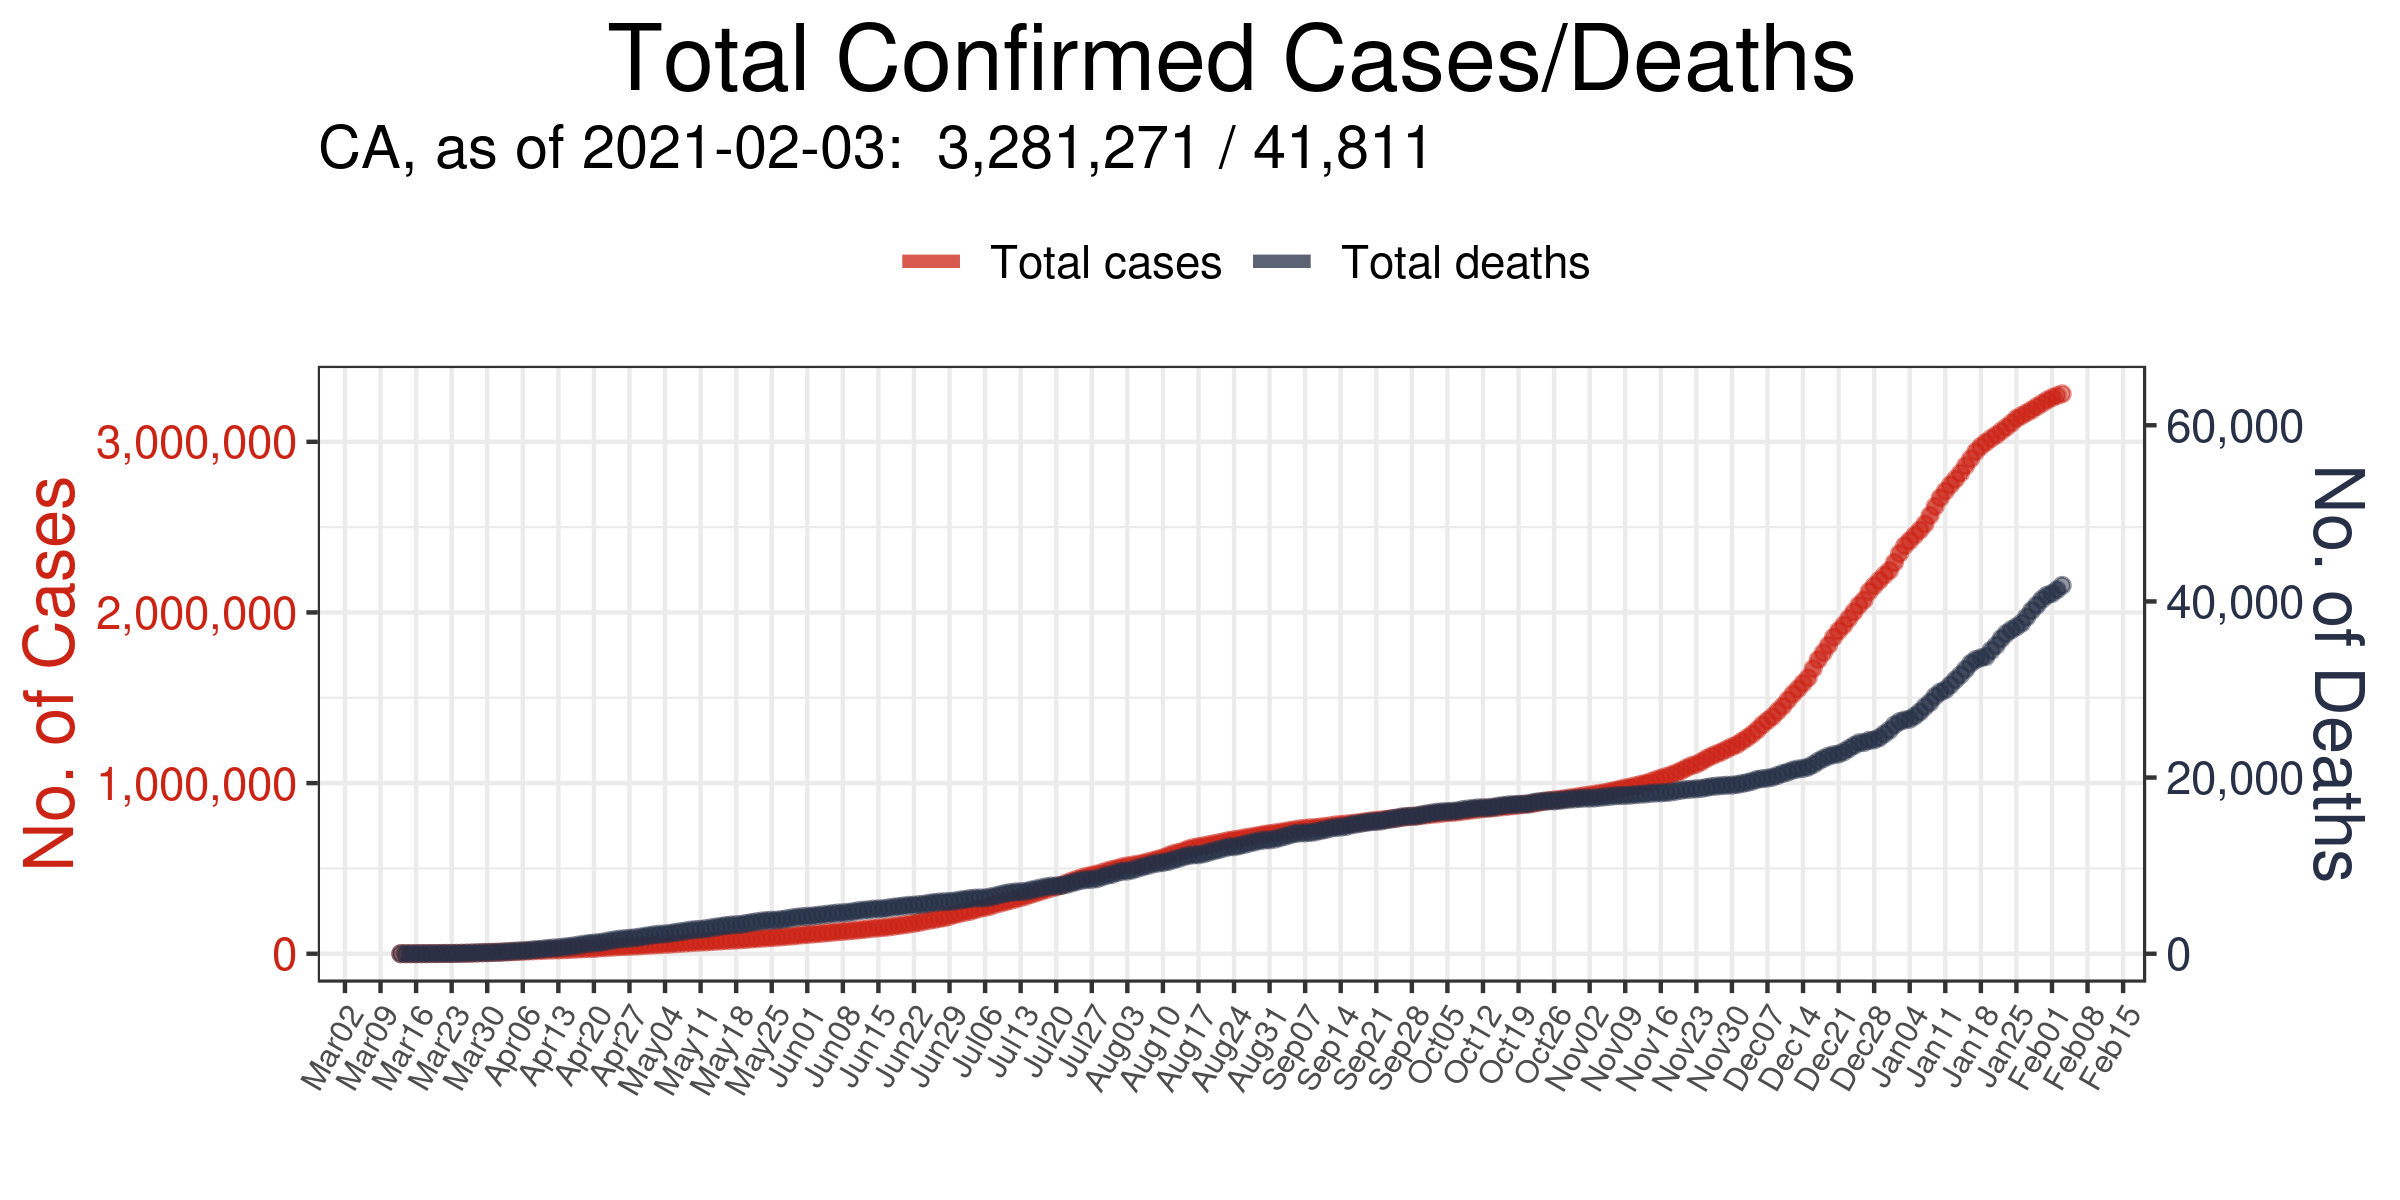 Total Confirmed Cases/Deaths
CA, as of 2021-02-03:  3,281,271 / 41,811
Total cases
Total deaths
No. of Cases
3,000,000
2,000,000
1,000,000
0
60,000
40,000
20,000
0
No. of Deaths
Mar02
Mar09
Mar16
Mar23
Mar30
Apr06
Apr13
Apr20
Apr27
May04
May11
May18
May25
Jun01
Jun08
Jun15
Jun22
Jun29
Jul06
Jul13
Jul20
Jul27
Aug03
Aug10
Aug17
Aug24
Aug31
Sep07
Sep14
Sep21
Sep28
Oct05
Oct12
Oct19
Oct26
Nov02
Nov09
Nov16
Nov23
Nov30
Dec07
Dec14
Dec21
Dec28
Jan04
Jan11
Jan18
Jan25
Feb01
Feb08
Feb15